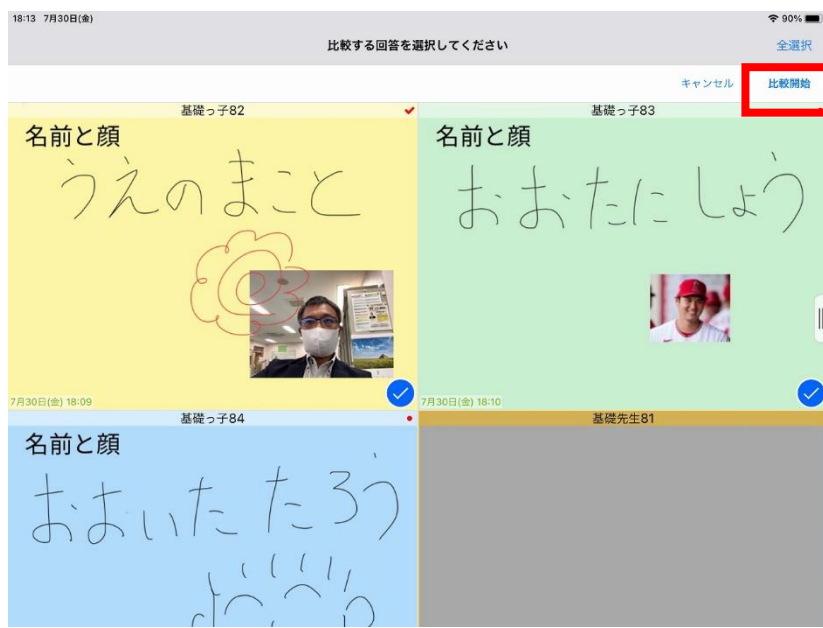 18:13 7月30日(金)
90%
比較する回答を選択してください
全選択
キャンセル
比較開始
基礎っ子82
名前と顔
うえのまこと
7月30日(金) 18:09
基礎っ子83
名前と顔
おおたにしょう
7月30日(金) 18:10
基礎っ子84
名前と顔
おおいたたろう
基礎先生81